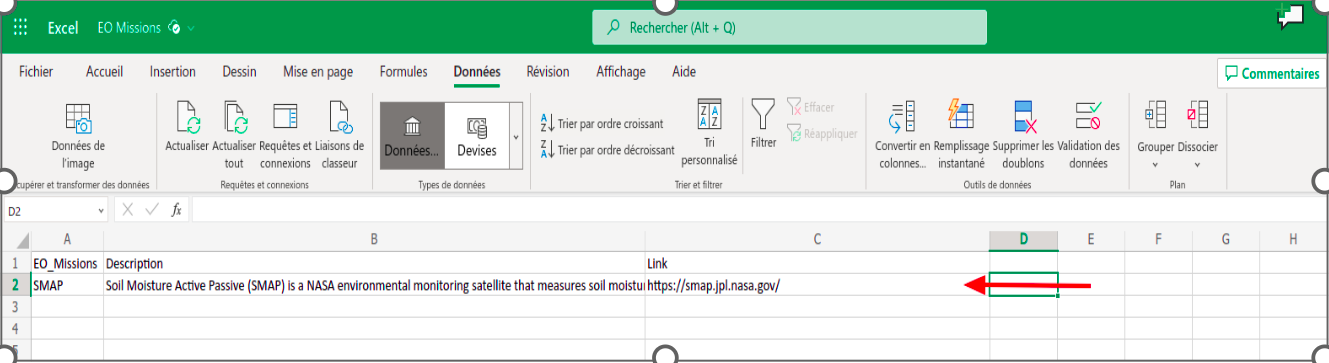 Excel EO Missions Rechercher (Alt + Q)
Fichier Accueil Insertion Dessin Mise en page Formules Données Révision Affichage Aide Commentaires
Données de l'image
Actualiser
Actualiser tout
Requêtes et connexions
Liaisons de classeur
Données...
Devises
Trier par ordre croissant
Trier par ordre décroissant
Tri personnalisé
Filtrer
Effacer
Réappliquer
Convertir en colonnes...
Remplissage instantané
Supprimer les doublons
Validation des données
Grouper
Dissocier
cupérer et transformer des données Requêtes et connexions Types de données Trier et filtrer Outils de données Plan
D2 fx
A B C D E F G H
1 EO_Missions Description Link
2 SMAP Soil Moisture Active Passive (SMAP) is a NASA environmental monitoring satellite that measures soil moistu https://smap.jpl.nasa.gov/
3
4
5